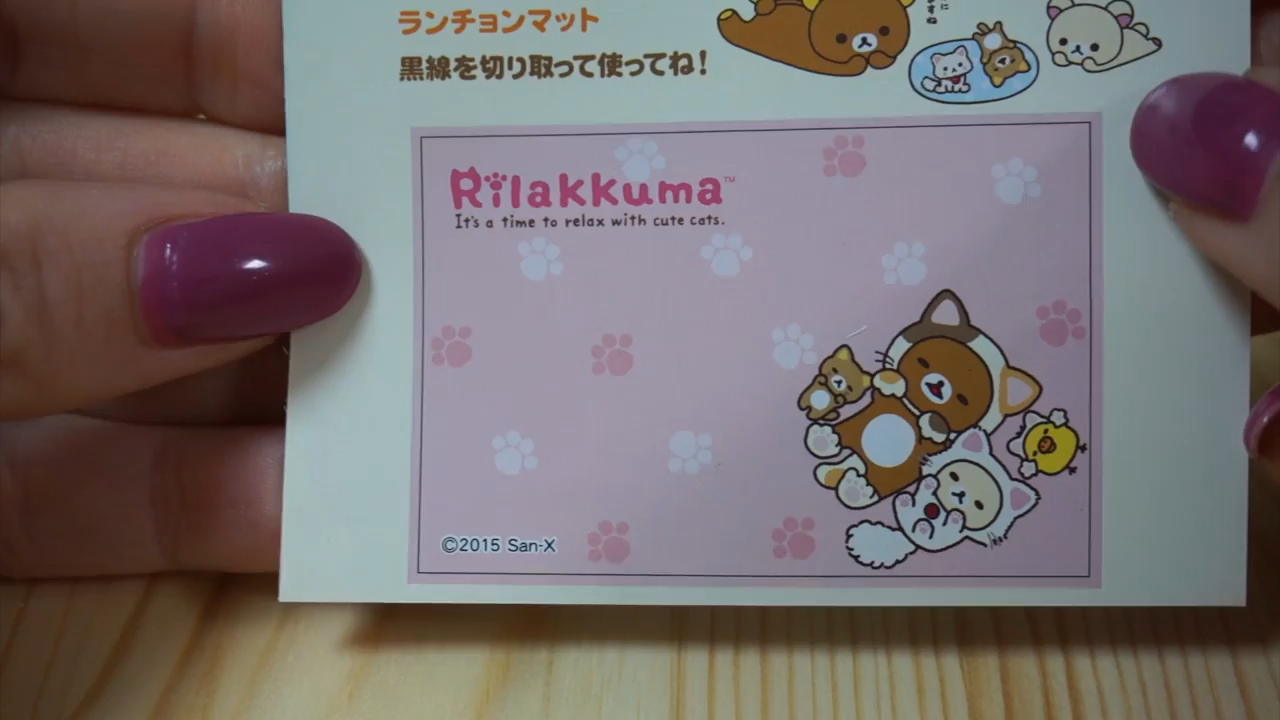 ランチョンマット
黒線を切り取って使ってね！
Rilakkuma™
It's a time to relax with cute cats.
©2015 San-X